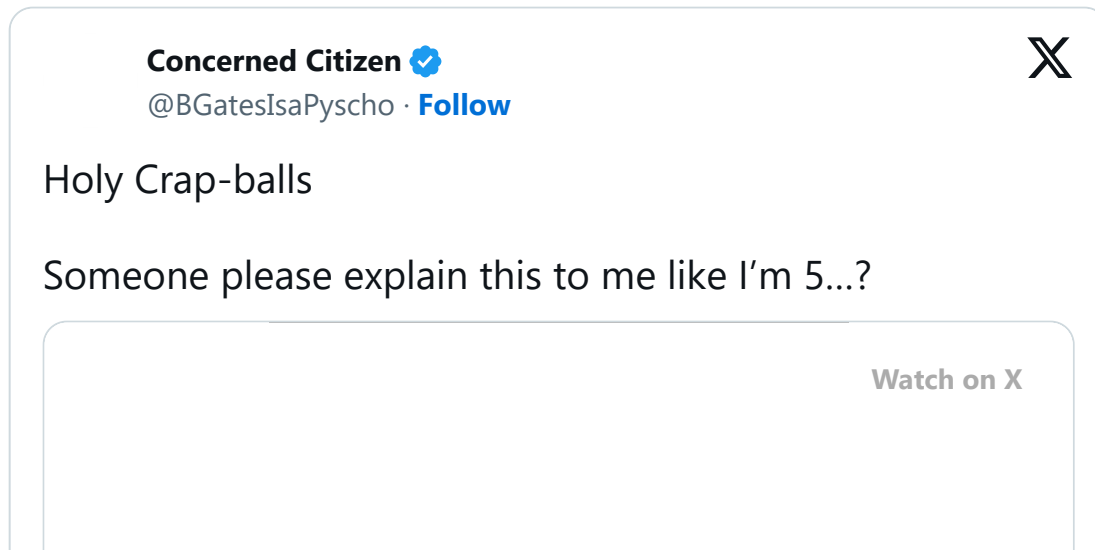 Concerned Citizen
@BGatesIsaPyscho · Follow
Holy Crap-balls
Someone please explain this to me like I’m 5...?
Watch on X